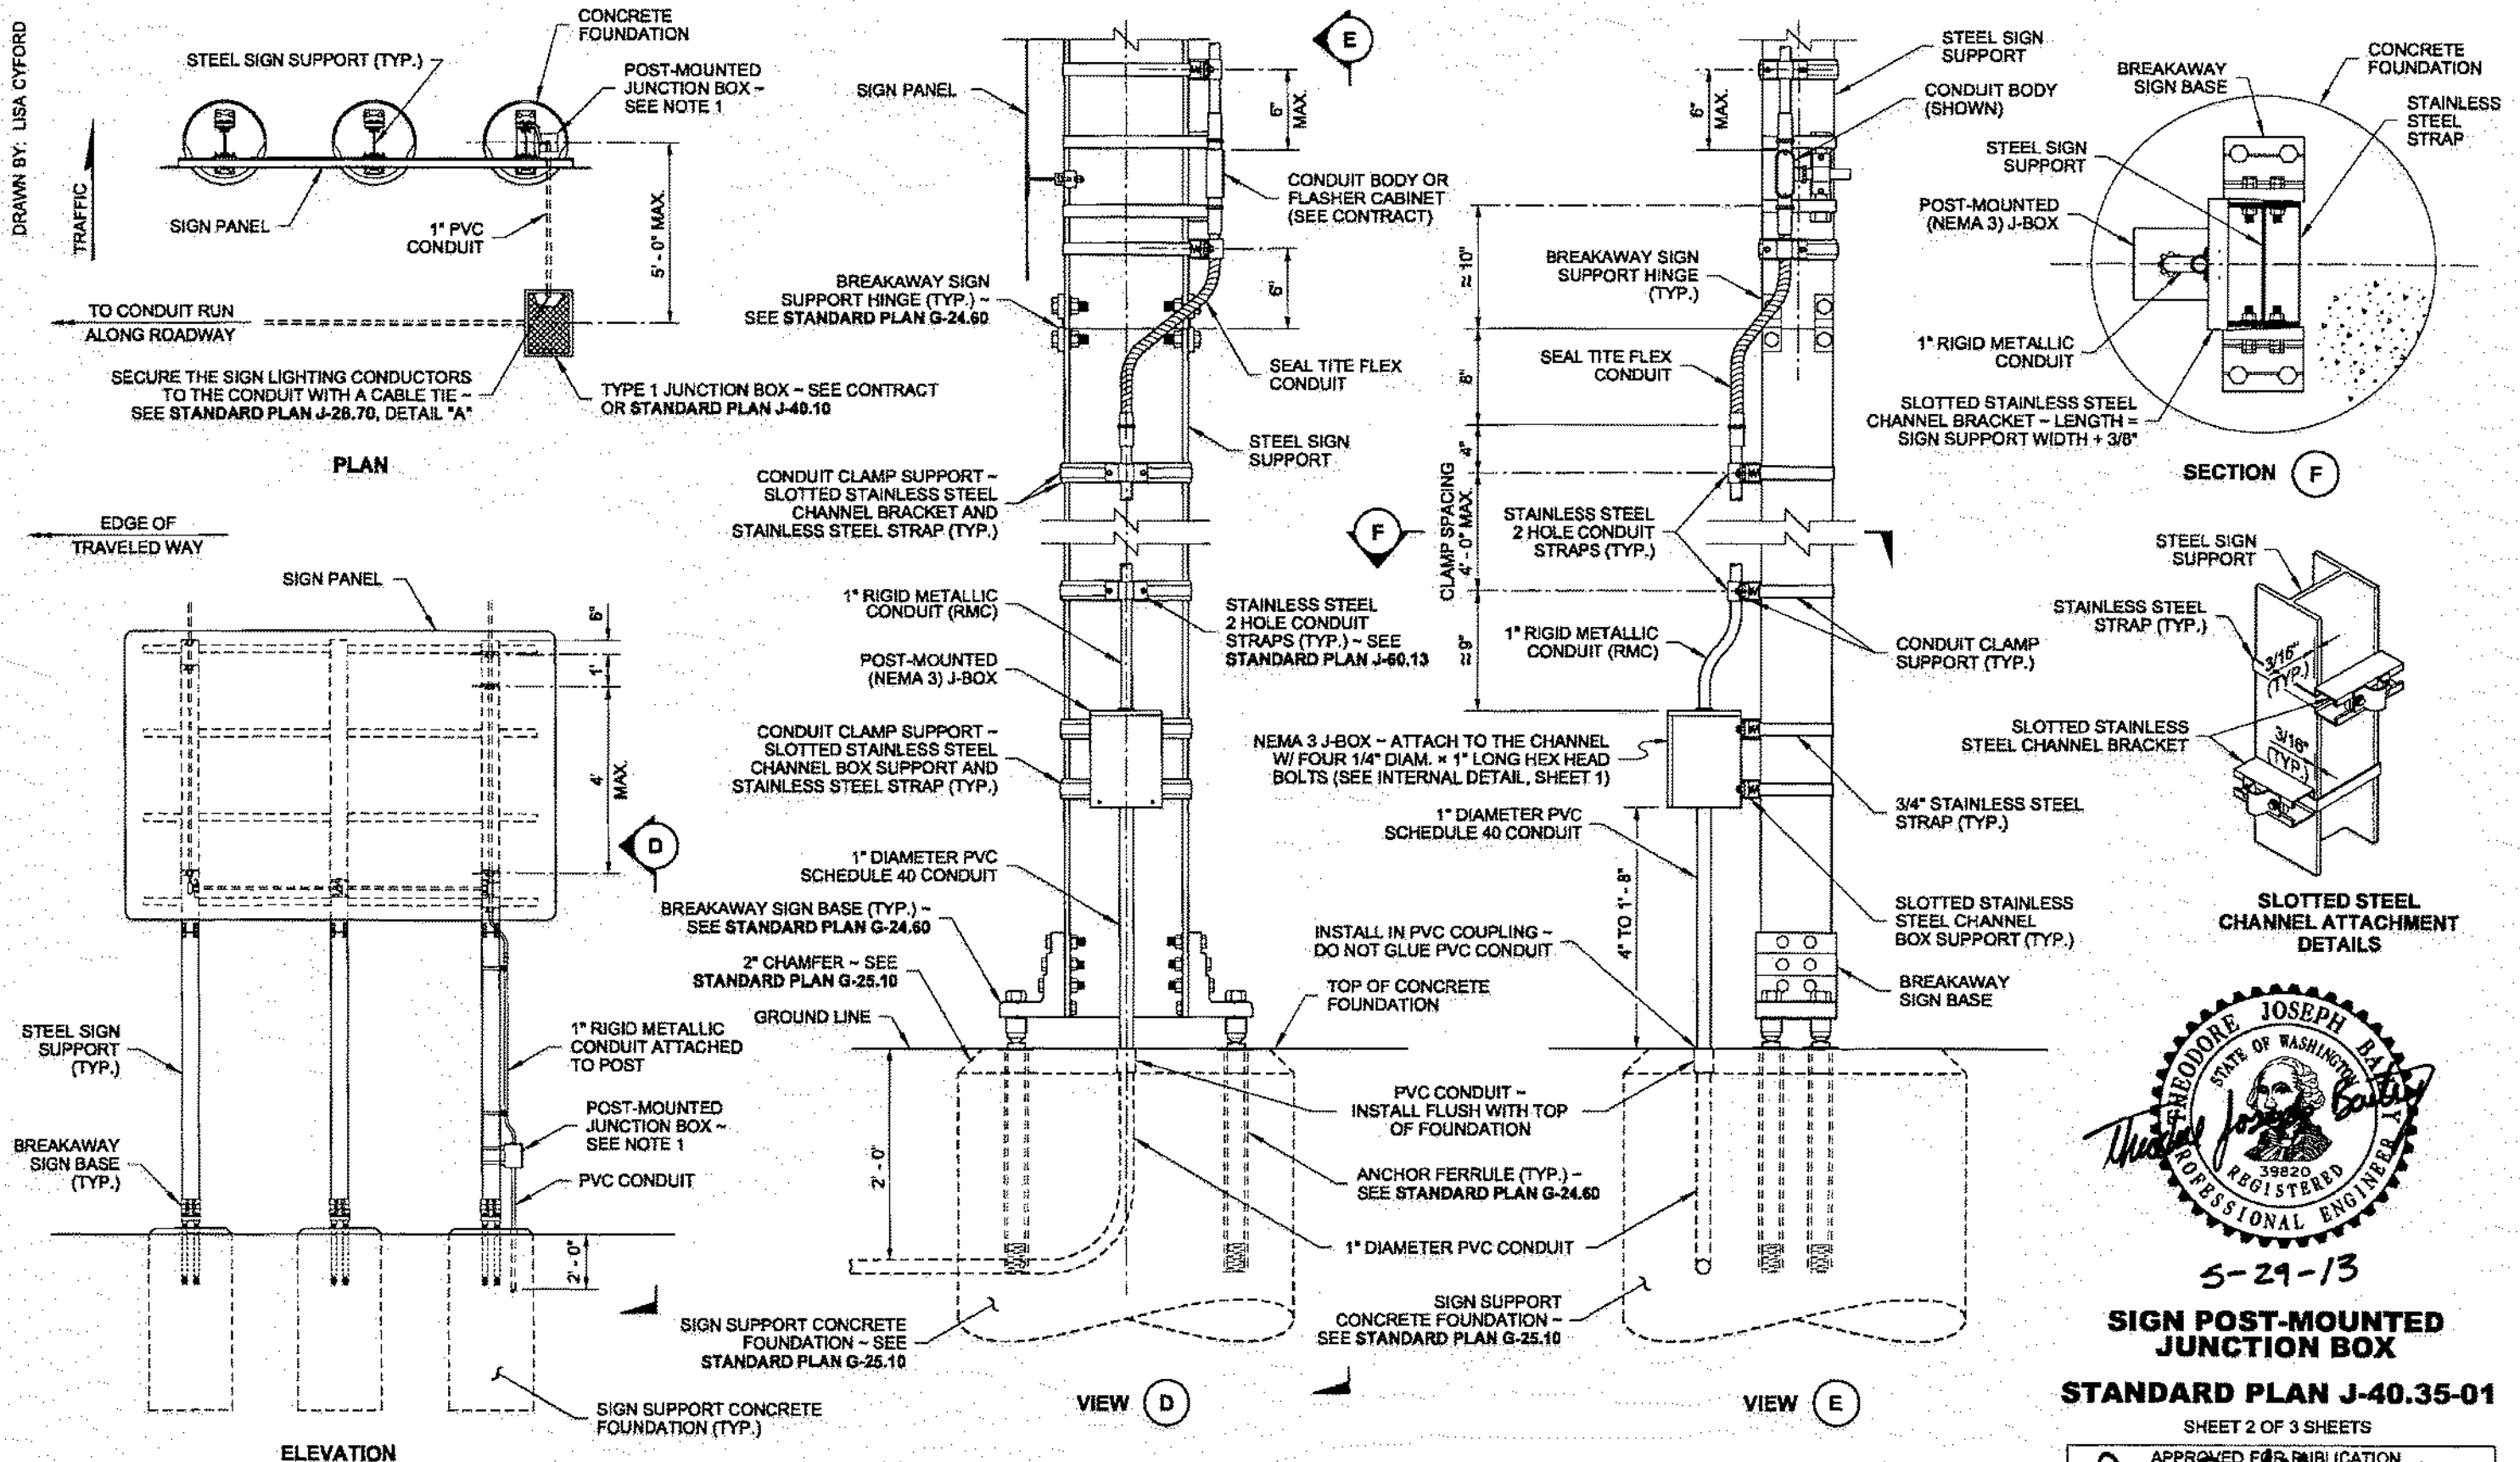 DRAWN BY: LISA CYFORD
STEEL SIGN SUPPORT (TYP.)
CONCRETE
FOUNDATION
POST-MOUNTED
JUNCTION BOX ~
SEE NOTE 1
TRAFFIC
SIGN PANEL
1" PVC
CONDUIT
5' - 0" MAX.
TO CONDUIT RUN
ALONG ROADWAY
SECURE THE SIGN LIGHTING CONDUCTORS
TO THE CONDUIT WITH A CABLE TIE ~
SEE STANDARD PLAN J-28.70, DETAIL "A"
TYPE 1 JUNCTION BOX ~ SEE CONTRACT
OR STANDARD PLAN J-40.10
PLAN
EDGE OF
TRAVELED WAY
SIGN PANEL
6"
1'
4'
MAX.
D
STEEL SIGN
SUPPORT
(TYP.)
1" RIGID METALLIC
CONDUIT ATTACHED
TO POST
POST-MOUNTED
JUNCTION BOX ~
SEE NOTE 1
BREAKAWAY
SIGN BASE
(TYP.)
PVC CONDUIT
2' - 0"
SIGN SUPPORT CONCRETE
FOUNDATION (TYP.)
ELEVATION
E
SIGN PANEL
6"
MAX.
CONDUIT BODY OR
FLASHER CABINET
(SEE CONTRACT)
BREAKAWAY SIGN
SUPPORT HINGE (TYP.) ~
SEE STANDARD PLAN G-24.60
6"
SEAL TITE FLEX
CONDUIT
STEEL SIGN
SUPPORT
CONDUIT CLAMP SUPPORT ~
SLOTTED STAINLESS STEEL
CHANNEL BRACKET AND
STAINLESS STEEL STRAP (TYP.)
F
1" RIGID METALLIC
CONDUIT (RMC)
STAINLESS STEEL
2 HOLE CONDUIT
STRAPS (TYP.) ~ SEE
STANDARD PLAN J-60.13
POST-MOUNTED
(NEMA 3) J-BOX
CONDUIT CLAMP SUPPORT ~
SLOTTED STAINLESS STEEL
CHANNEL BOX SUPPORT AND
STAINLESS STEEL STRAP (TYP.)
1" DIAMETER PVC
SCHEDULE 40 CONDUIT
BREAKAWAY SIGN BASE (TYP.) ~
SEE STANDARD PLAN G-24.60
2" CHAMFER ~ SEE
STANDARD PLAN G-25.10
GROUND LINE
TOP OF CONCRETE
FOUNDATION
2' - 0"
PVC CONDUIT ~
INSTALL FLUSH WITH TOP
OF FOUNDATION
ANCHOR FERRULE (TYP.) ~
SEE STANDARD PLAN G-24.60
1" DIAMETER PVC CONDUIT
SIGN SUPPORT CONCRETE
FOUNDATION ~ SEE
STANDARD PLAN G-25.10
VIEW D
STEEL SIGN
SUPPORT
6"
MAX.
CONDUIT BODY
(SHOWN)
≈ 10"
BREAKAWAY SIGN
SUPPORT HINGE
(TYP.)
8"
SEAL TITE FLEX
CONDUIT
4"
CLAMP SPACING
4' - 0" MAX.
STAINLESS STEEL
2 HOLE CONDUIT
STRAPS (TYP.)
≈ 9"
1" RIGID METALLIC
CONDUIT (RMC)
CONDUIT CLAMP
SUPPORT (TYP.)
NEMA 3 J-BOX ~ ATTACH TO THE CHANNEL
W/ FOUR 1/4" DIAM. × 1" LONG HEX HEAD
BOLTS (SEE INTERNAL DETAIL, SHEET 1)
3/4" STAINLESS STEEL
STRAP (TYP.)
1" DIAMETER PVC
SCHEDULE 40 CONDUIT
4" TO 1' - 8"
SLOTTED STAINLESS
STEEL CHANNEL
BOX SUPPORT (TYP.)
INSTALL IN PVC COUPLING ~
DO NOT GLUE PVC CONDUIT
BREAKAWAY
SIGN BASE
SIGN SUPPORT
CONCRETE FOUNDATION ~
SEE STANDARD PLAN G-25.10
VIEW E
BREAKAWAY
SIGN BASE
CONCRETE
FOUNDATION
STAINLESS
STEEL
STRAP
STEEL SIGN
SUPPORT
POST-MOUNTED
(NEMA 3) J-BOX
1" RIGID METALLIC
CONDUIT
SLOTTED STAINLESS STEEL
CHANNEL BRACKET ~ LENGTH =
SIGN SUPPORT WIDTH + 3/8"
SECTION F
STEEL SIGN
SUPPORT
STAINLESS STEEL
STRAP (TYP.)
3/16"
(TYP.)
SLOTTED STAINLESS
STEEL CHANNEL BRACKET
3/16"
(TYP.)
SLOTTED STEEL
CHANNEL ATTACHMENT
DETAILS
THEODORE JOSEPH
STATE OF WASHINGTON
39820
REGISTERED
PROFESSIONAL ENGINEER
5-29-13
SIGN POST-MOUNTED
JUNCTION BOX
STANDARD PLAN J-40.35-01
SHEET 2 OF 3 SHEETS
APPROVED FOR PUBLICATION